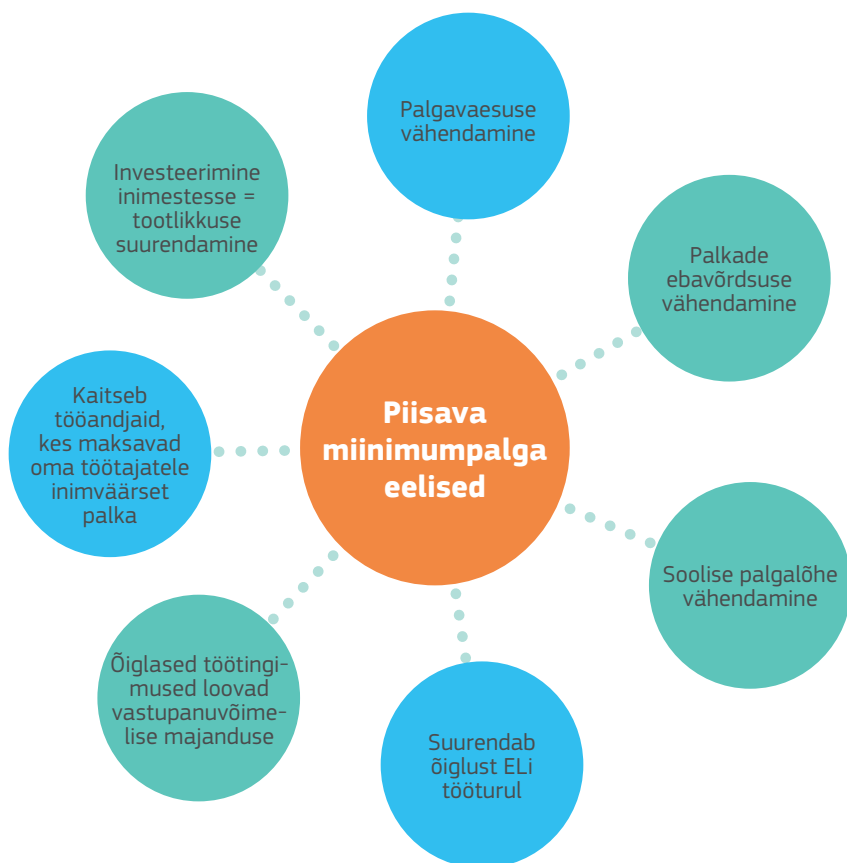 Palgavaesuse
vähendamine
Investeerimine
inimestesse =
tootlikkuse
suurendamine
Palkade
ebavõrdsuse
vähendamine
Kaitseb
tööandjaid,
kes maksavad
oma töötajatele
inimväärset
palka
Piisava
miinimumpalga
eelised
Soolise palgalõhe
vähendamine
Õiglased töötingi-
mused loovad
vastupanuvõime-
lise majanduse
Suurendab
õiglust ELi
tööturul